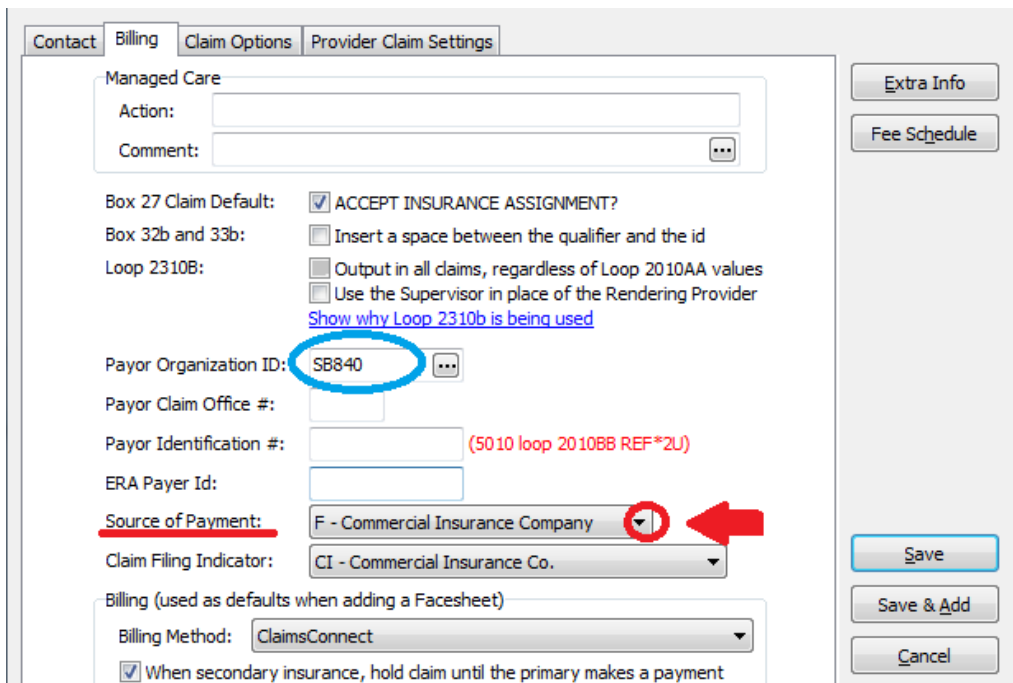 Contact Billing Claim Options Provider Claim Settings
Managed Care
Action:
Comment: ...
Extra Info
Fee Schedule
Box 27 Claim Default: ACCEPT INSURANCE ASSIGNMENT?
Box 32b and 33b: Insert a space between the qualifier and the id
Loop 2310B: Output in all claims, regardless of Loop 2010AA values
Use the Supervisor in place of the Rendering Provider
Show why Loop 2310b is being used
Payor Organization ID: SB840 ...
Payor Claim Office #:
Payor Identification #: (5010 loop 2010BB REF*2U)
ERA Payer Id:
Source of Payment: F - Commercial Insurance Company
Claim Filing Indicator: CI - Commercial Insurance Co.
Billing (used as defaults when adding a Facesheet)
Billing Method: ClaimsConnect
When secondary insurance, hold claim until the primary makes a payment
Save
Save & Add
Cancel